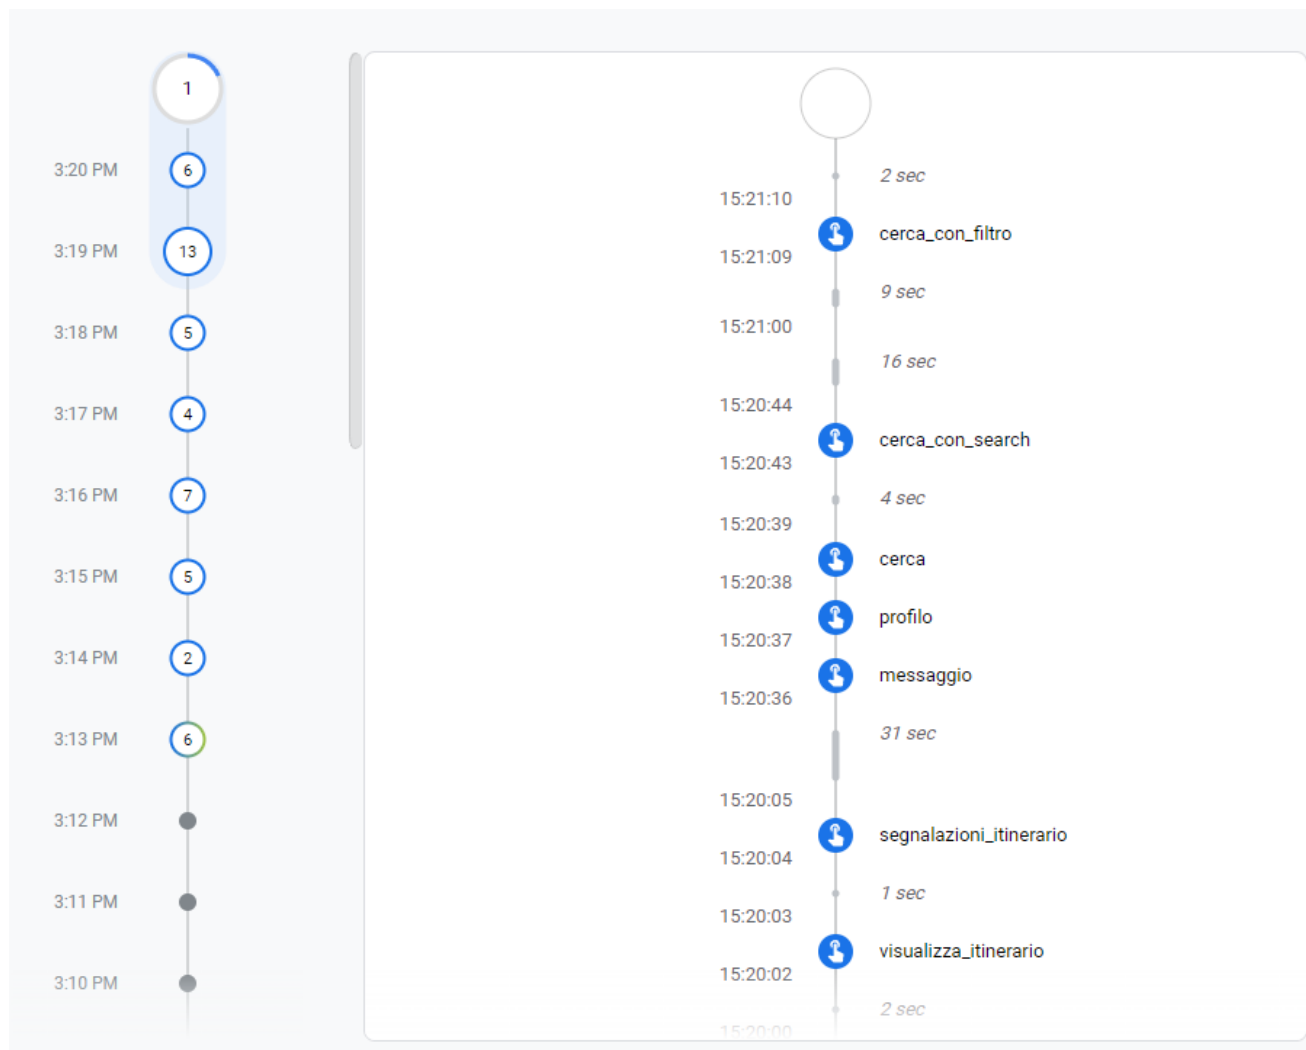 1
3:20 PM 6
3:19 PM 13
3:18 PM 5
3:17 PM 4
3:16 PM 7
3:15 PM 5
3:14 PM 2
3:13 PM 6
3:12 PM
3:11 PM
3:10 PM
2 sec
15:21:10
cerca_con_filtro
15:21:09
9 sec
15:21:00
16 sec
15:20:44
cerca_con_search
15:20:43
4 sec
15:20:39
cerca
15:20:38
profilo
15:20:37
messaggio
15:20:36
31 sec
15:20:05
segnalazioni_itinerario
15:20:04
1 sec
15:20:03
visualizza_itinerario
15:20:02
2 sec
15:20:00